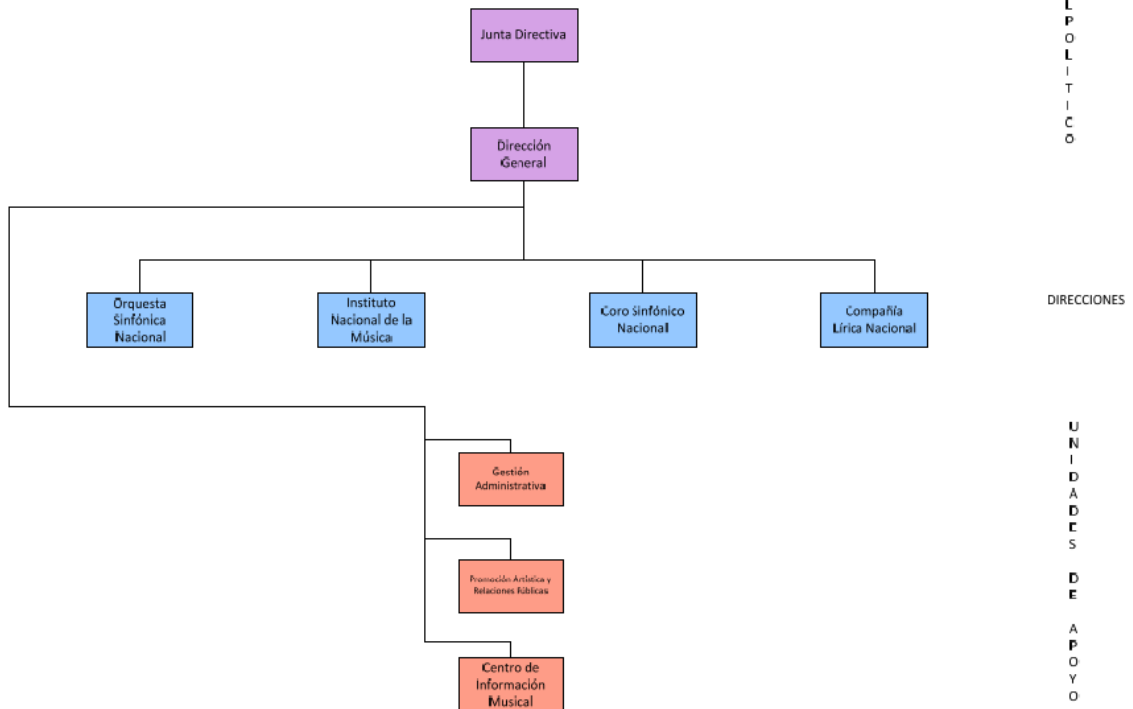 Junta Directiva
Dirección
General
L
P
O
L
I
T
I
C
O
Orquesta
Sinfónica
Nacional
Instituto
Nacional de la
Música
Coro Sinfónico
Nacional
Compañía
Lírica Nacional
DIRECCIONES
Gestión
Administrativa
Promoción Artística y
Relaciones Públicas
Centro de
Información
Musical
U
N
I
D
A
D
E
S
D
E
A
P
O
Y
O